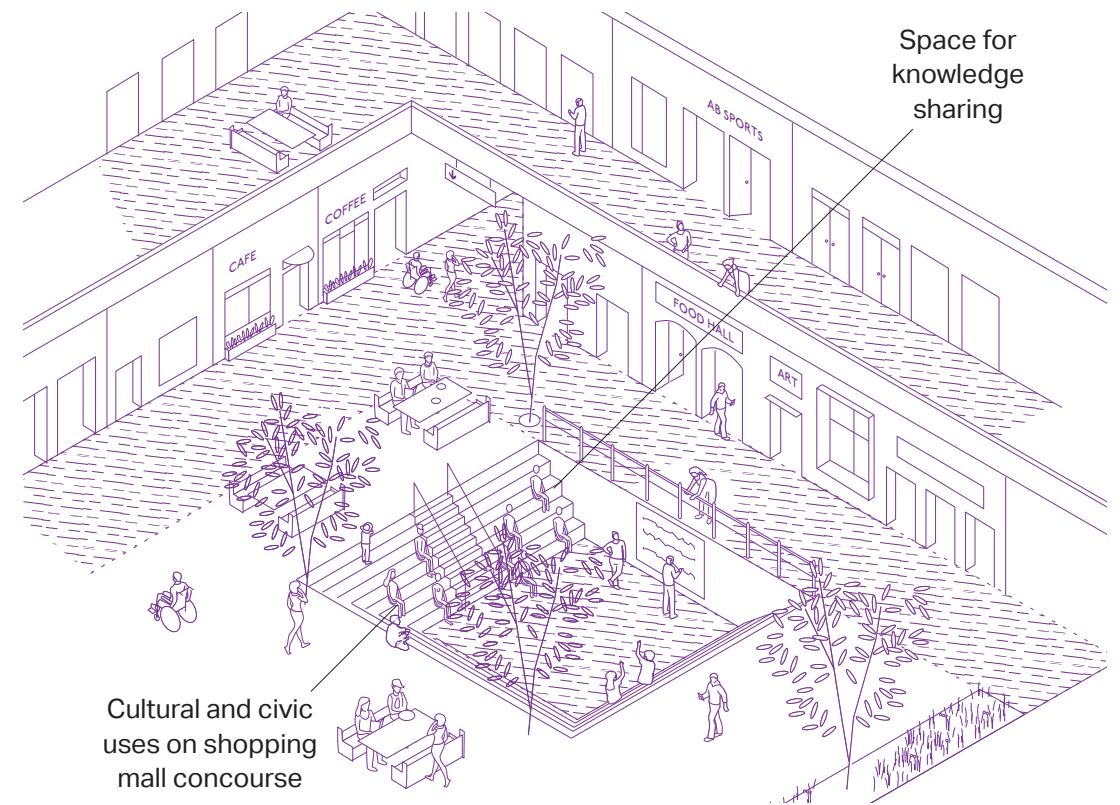 Space for
knowledge
sharing
AB SPORTS
COFFEE
CAFE
FOOD HALL
ART
Cultural and civic
uses on shopping
mall concourse